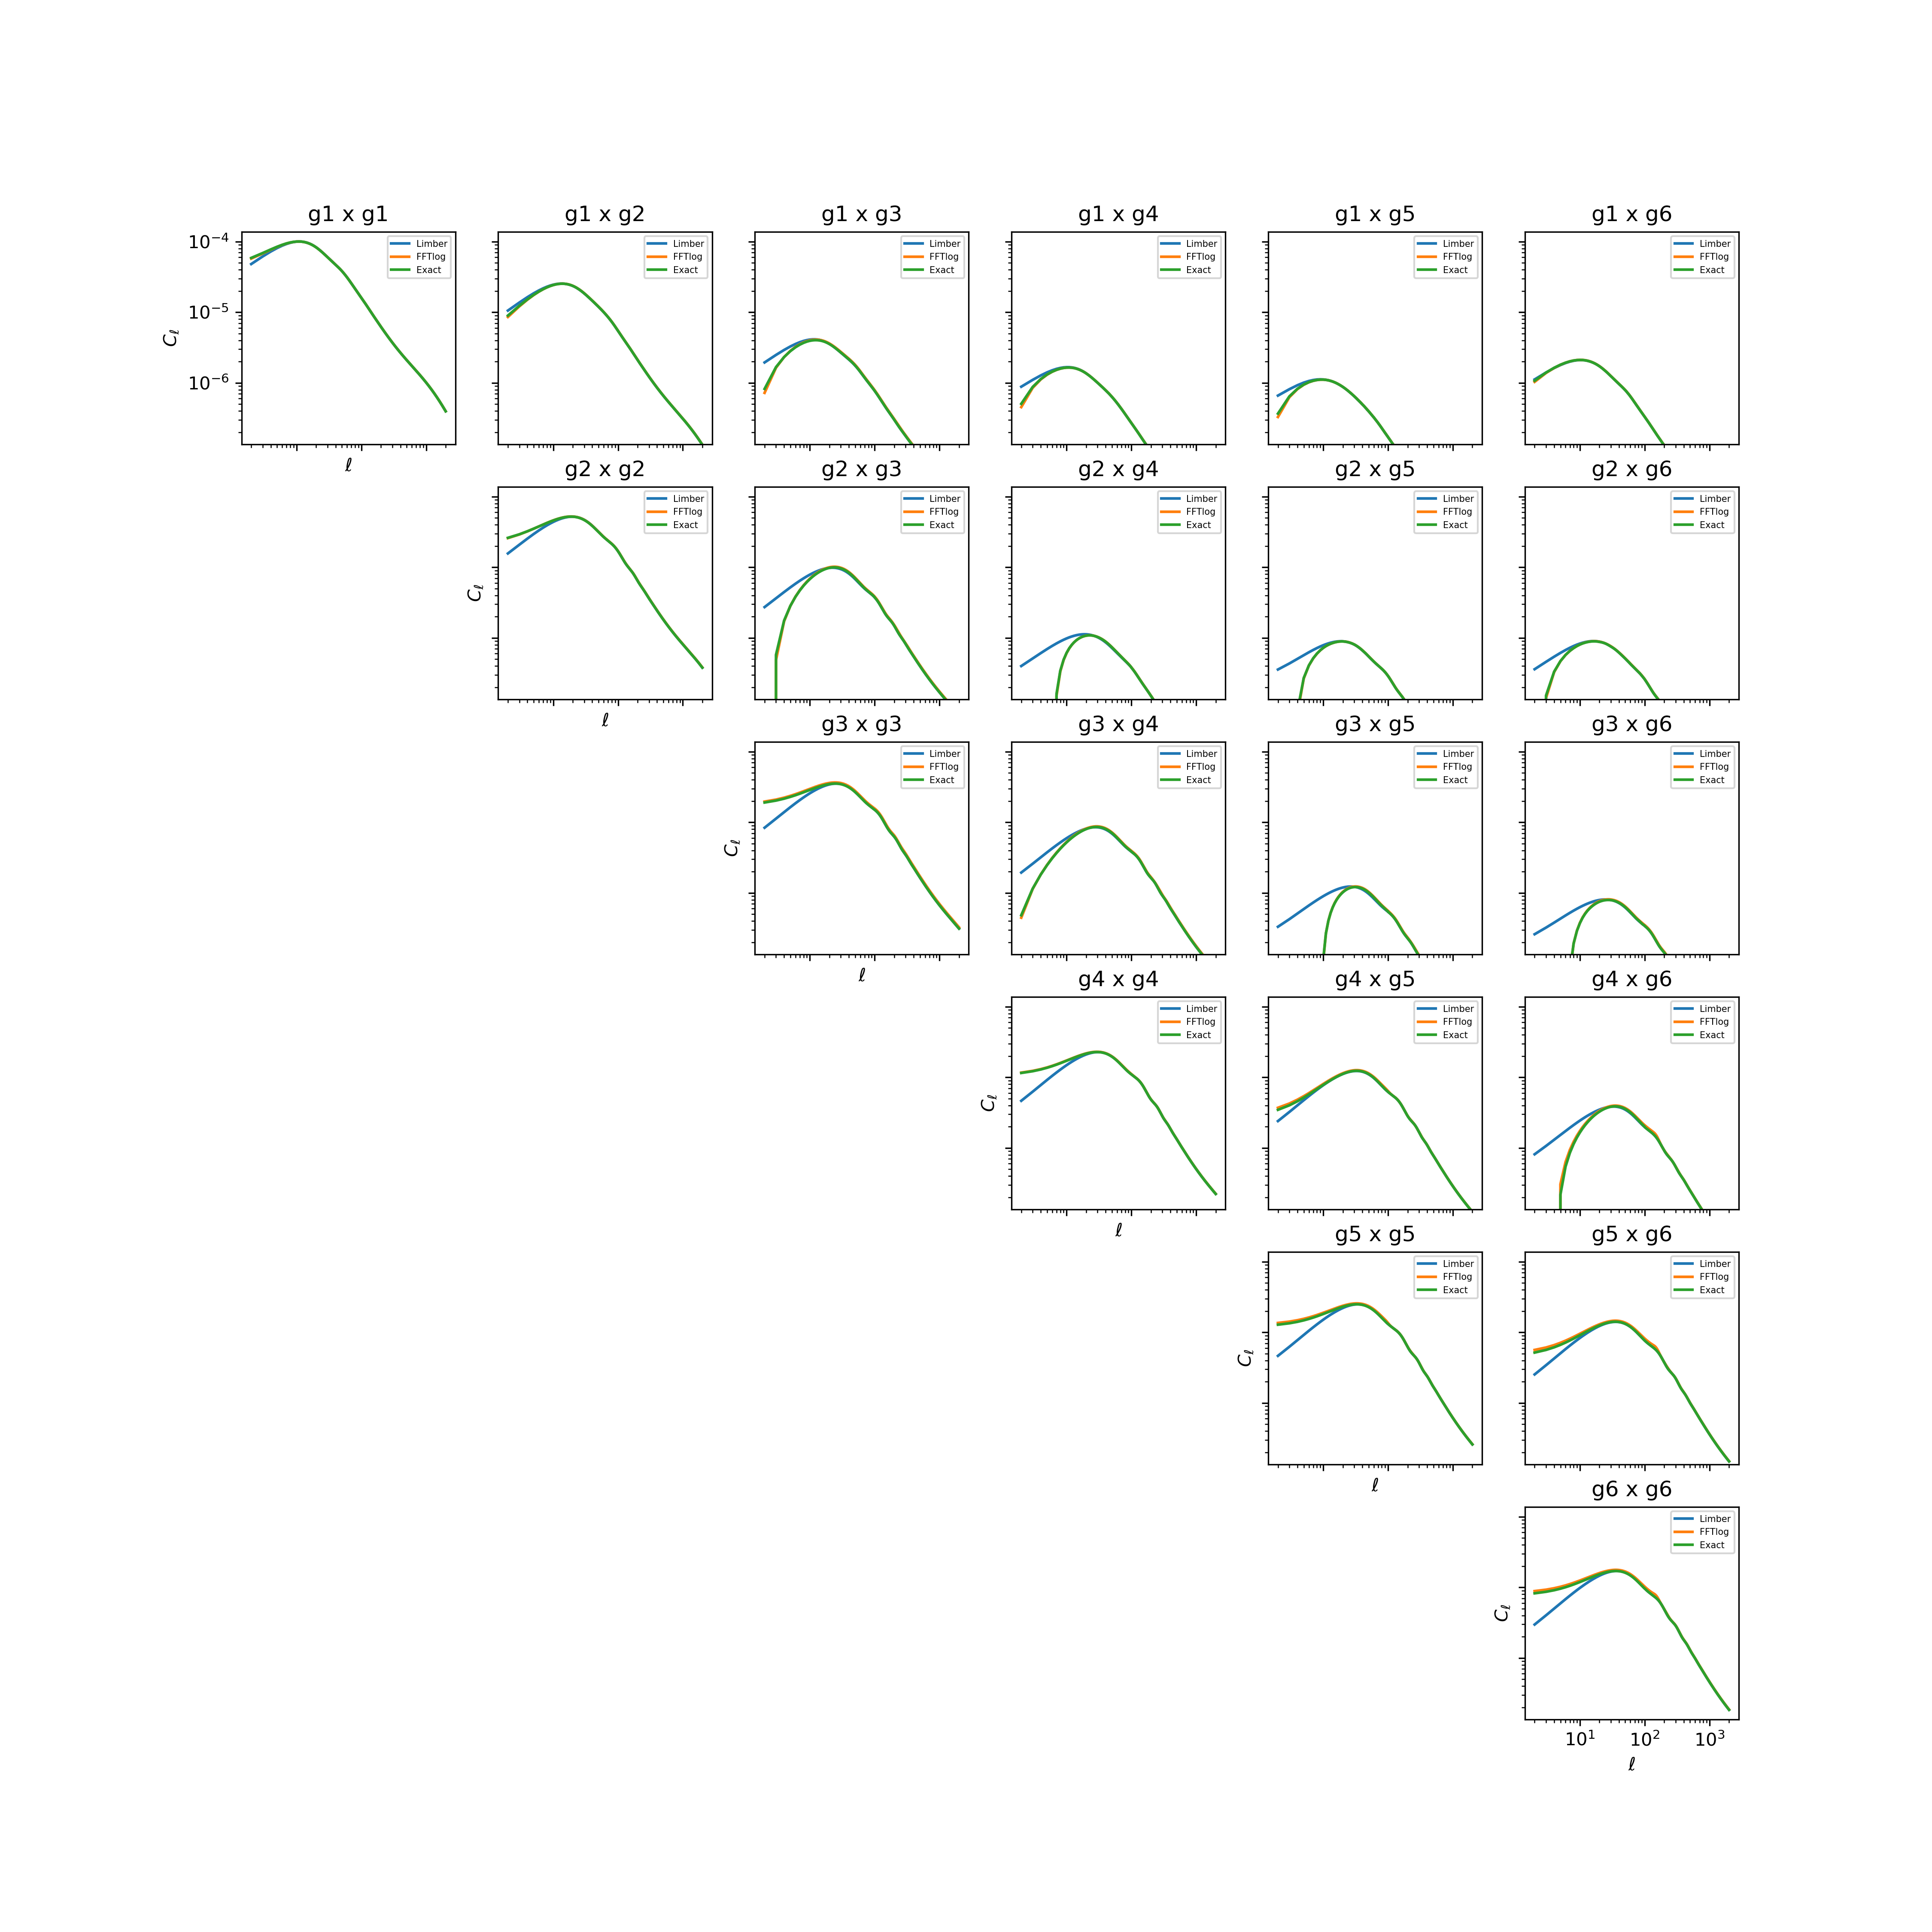 g1 x g1 g1 x g2 g1 x g3 g1 x g4 g1 x g5 g1 x g6
10⁻⁴ Limber Limber Limber Limber Limber Limber
FFTlog FFTlog FFTlog FFTlog FFTlog FFTlog
Exact Exact Exact Exact Exact Exact
10⁻⁵
C_ℓ
10⁻⁶
ℓ
g2 x g2 g2 x g3 g2 x g4 g2 x g5 g2 x g6
Limber Limber Limber Limber Limber
FFTlog FFTlog FFTlog FFTlog FFTlog
Exact Exact Exact Exact Exact
C_ℓ
ℓ
g3 x g3 g3 x g4 g3 x g5 g3 x g6
Limber Limber Limber Limber
FFTlog FFTlog FFTlog FFTlog
Exact Exact Exact Exact
C_ℓ
ℓ
g4 x g4 g4 x g5 g4 x g6
Limber Limber Limber
FFTlog FFTlog FFTlog
Exact Exact Exact
C_ℓ
ℓ
g5 x g5 g5 x g6
Limber Limber
FFTlog FFTlog
Exact Exact
C_ℓ
ℓ
g6 x g6
Limber
FFTlog
Exact
C_ℓ
10¹ 10² 10³
ℓ